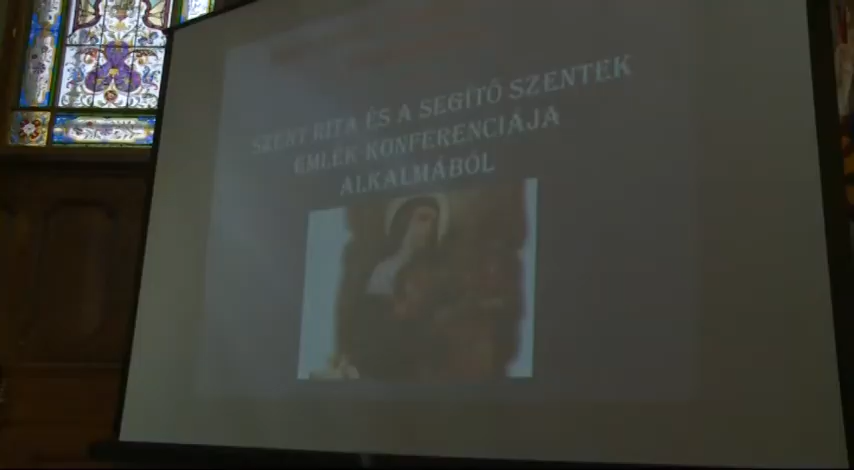 SZENT RITA ÉS A SEGÍTŐ SZENTEK
EMLÉK KONFERENCIÁJA
ALKALMÁBÓL